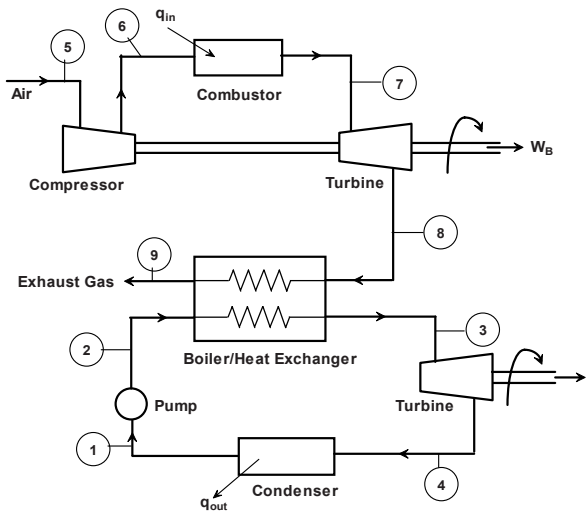 5
6
q_in
Air
Combustor
7
Compressor
Turbine
W_B
9
8
Exhaust Gas
2
Boiler/Heat Exchanger
3
Pump
Turbine
1
q_out
Condenser
4